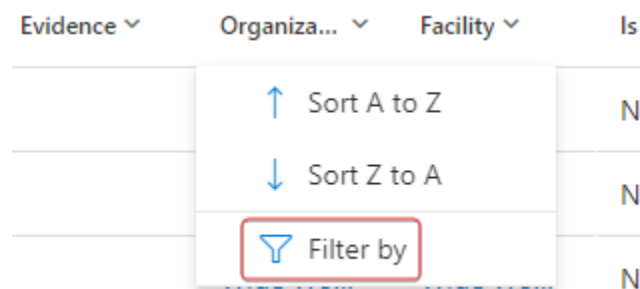 Evidence Organiza... Facility Is
Sort A to Z
N
Sort Z to A
N
Filter by
N